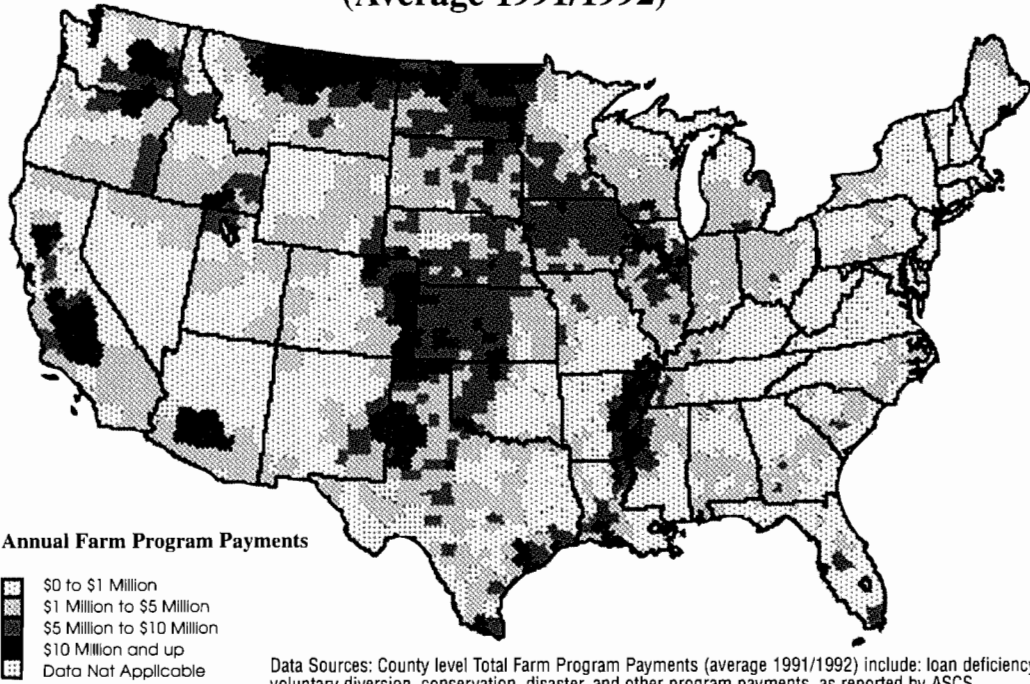 (Average 1991/1992)
Annual Farm Program Payments
$0 to $1 Million
$1 Million to $5 Million
$5 Million to $10 Million
$10 Million and up
Data Not Applicable
Data Sources: County level Total Farm Program Payments (average 1991/1992) include: loan deficiency
voluntary diversion, conservation, disaster, and other program payments, as reported by ASCS